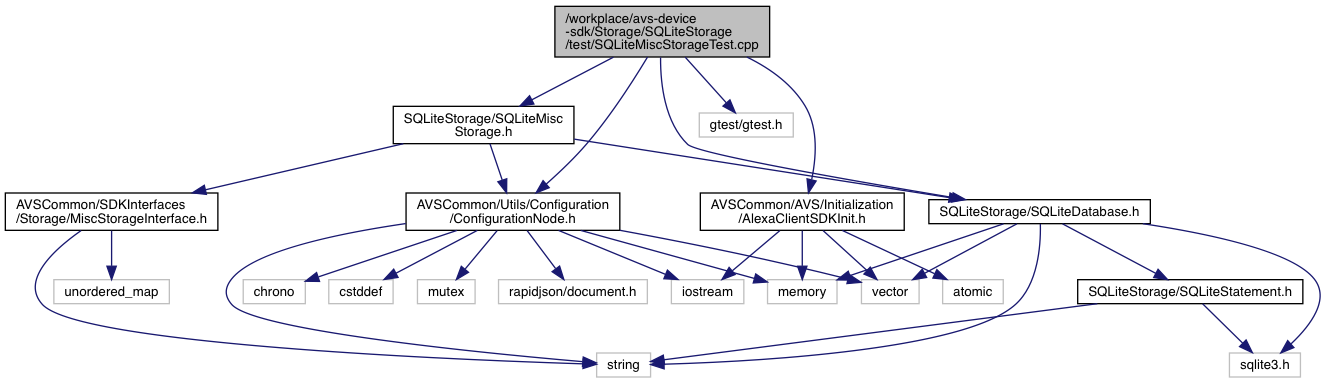 /workplace/avs-device
-sdk/Storage/SQLiteStorage
/test/SQLiteMiscStorageTest.cpp
SQLiteStorage/SQLiteMisc
Storage.h
gtest/gtest.h
AVSCommon/SDKInterfaces
/Storage/MiscStorageInterface.h
AVSCommon/Utils/Configuration
/ConfigurationNode.h
AVSCommon/AVS/Initialization
/AlexaClientSDKInit.h
SQLiteStorage/SQLiteDatabase.h
unordered_map
chrono
cstddef
mutex
rapidjson/document.h
iostream
memory
vector
atomic
SQLiteStorage/SQLiteStatement.h
string
sqlite3.h